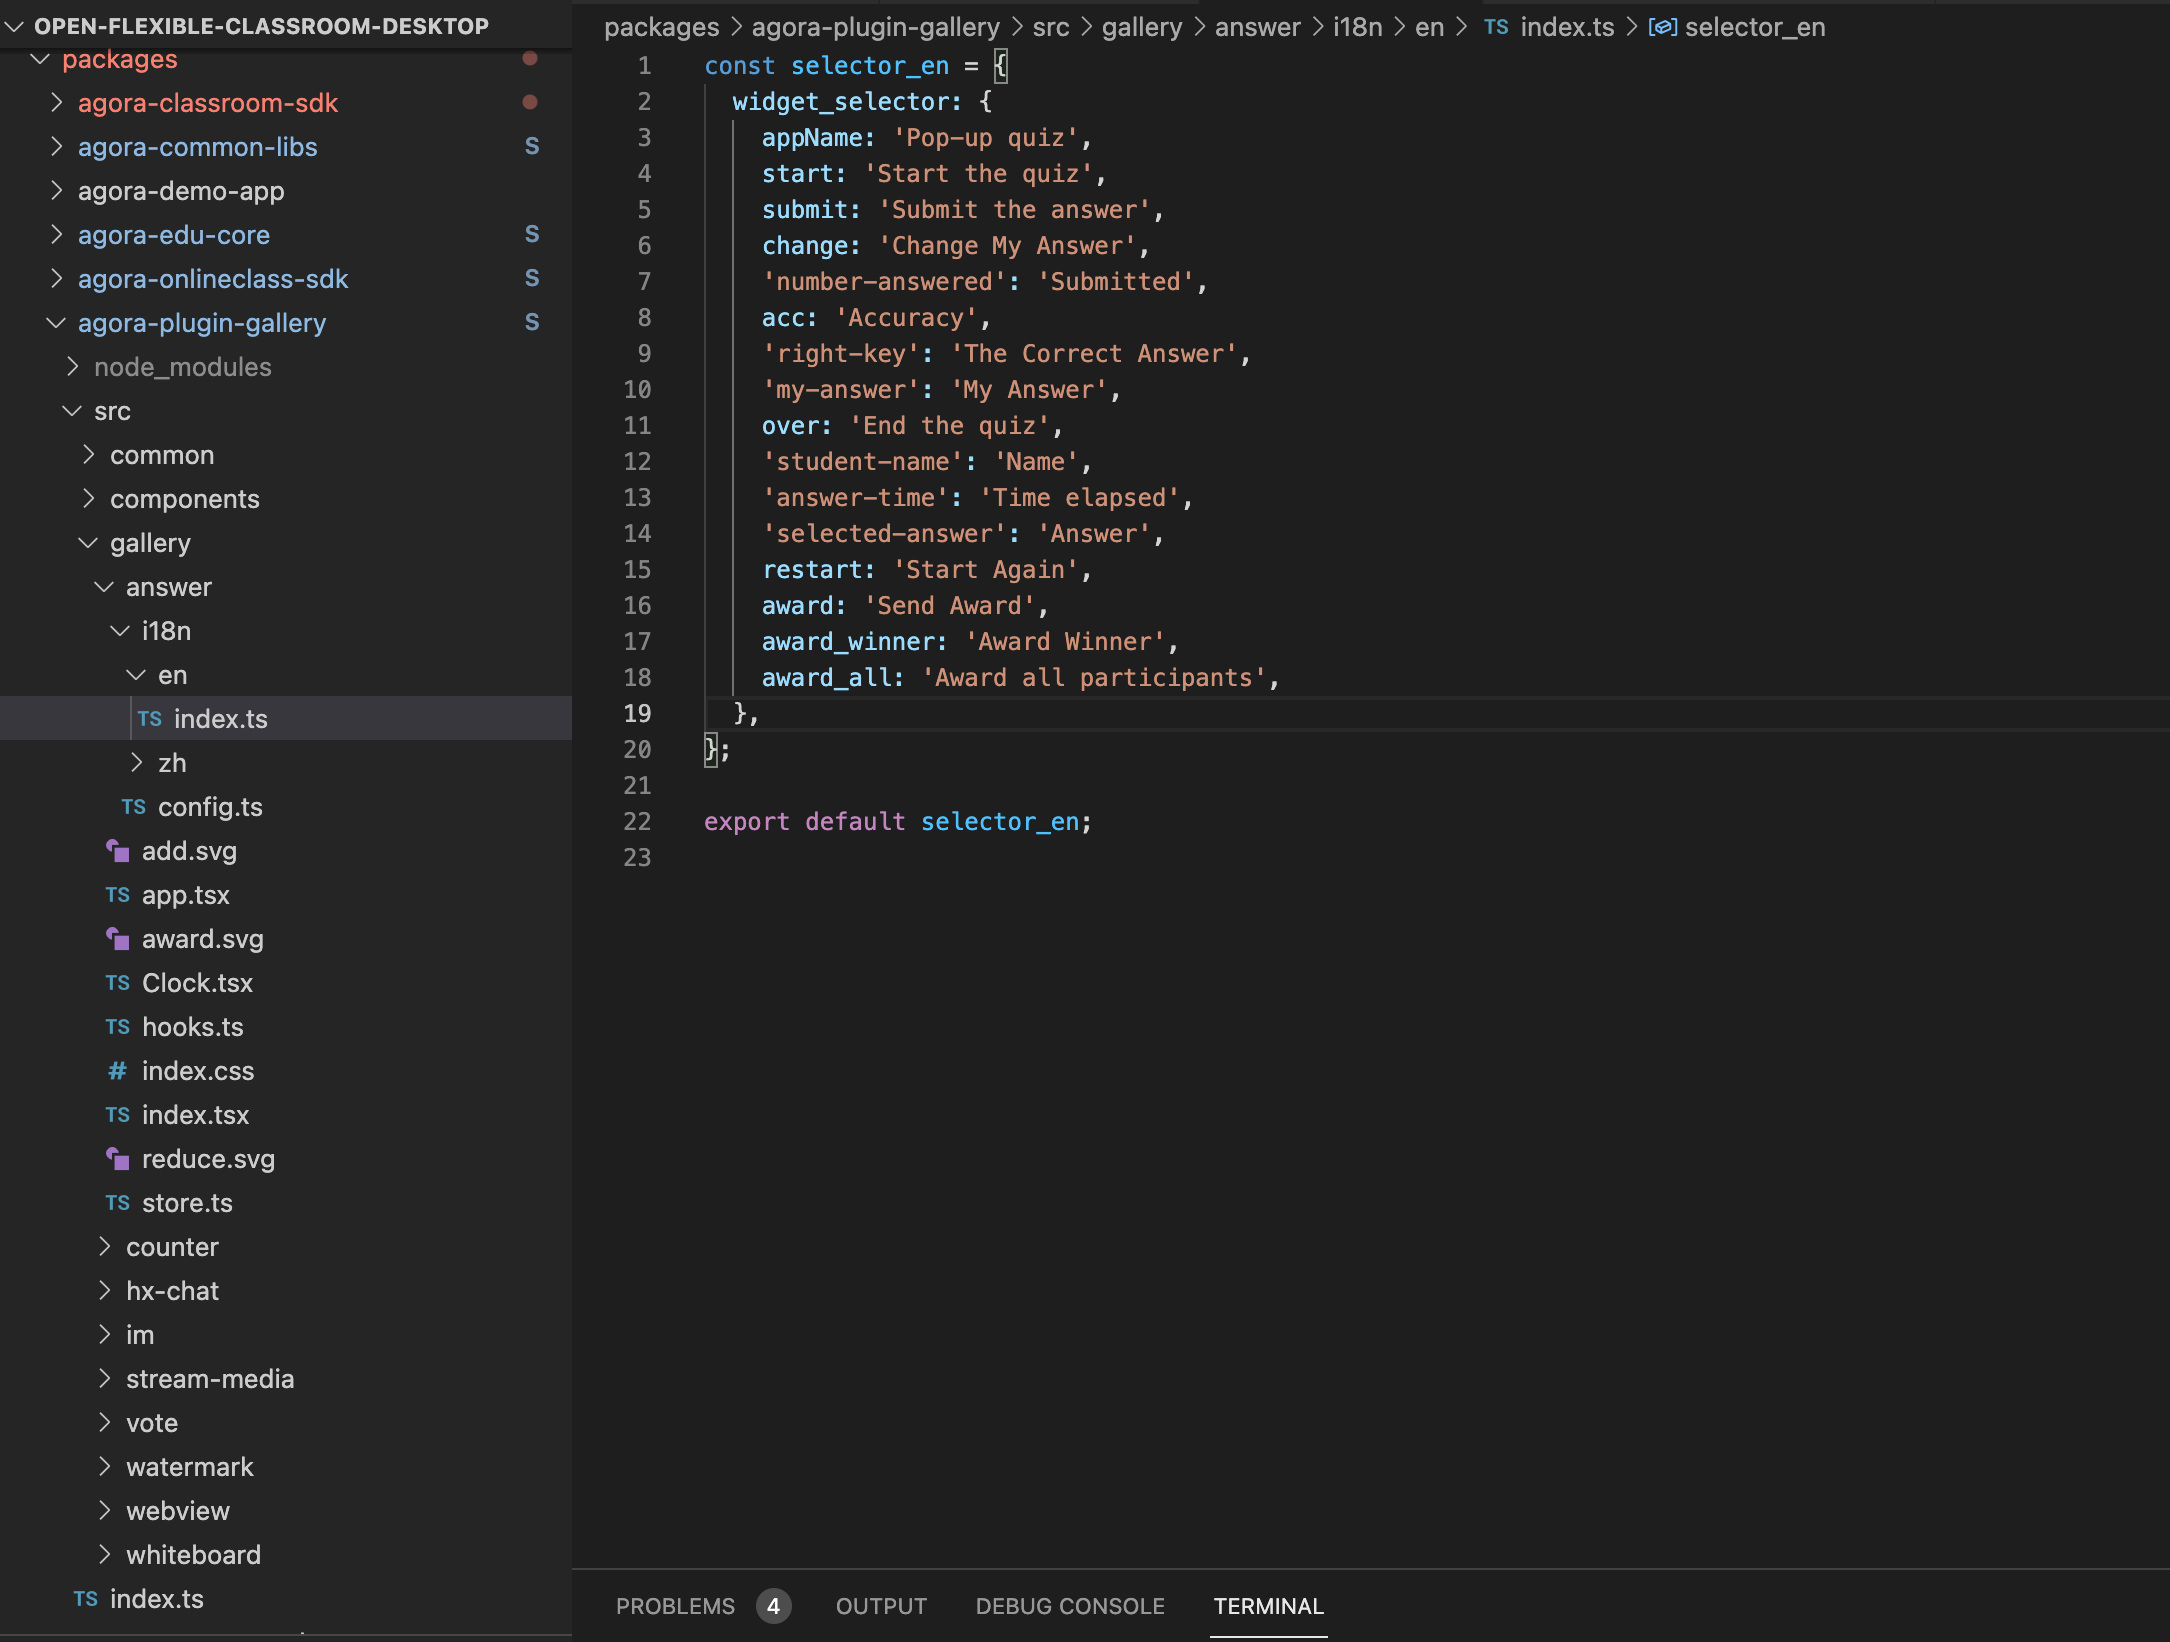 OPEN-FLEXIBLE-CLASSROOM-DESKTOP
packages
agora-classroom-sdk
agora-common-libs S
agora-demo-app
agora-edu-core S
agora-onlineclass-sdk S
agora-plugin-gallery S
node_modules
src
common
components
gallery
answer
i18n
en
TS index.ts
zh
TS config.ts
add.svg
TS app.tsx
award.svg
TS Clock.tsx
TS hooks.ts
# index.css
TS index.tsx
reduce.svg
TS store.ts
counter
hx-chat
im
stream-media
vote
watermark
webview
whiteboard
TS index.ts
packages > agora-plugin-gallery > src > gallery > answer > i18n > en > TS index.ts > selector_en
1 const selector_en = {
2 widget_selector: {
3 appName: 'Pop-up quiz',
4 start: 'Start the quiz',
5 submit: 'Submit the answer',
6 change: 'Change My Answer',
7 'number-answered': 'Submitted',
8 acc: 'Accuracy',
9 'right-key': 'The Correct Answer',
10 'my-answer': 'My Answer',
11 over: 'End the quiz',
12 'student-name': 'Name',
13 'answer-time': 'Time elapsed',
14 'selected-answer': 'Answer',
15 restart: 'Start Again',
16 award: 'Send Award',
17 award_winner: 'Award Winner',
18 award_all: 'Award all participants',
19 },
20 };
21
22 export default selector_en;
23
PROBLEMS 4 OUTPUT DEBUG CONSOLE TERMINAL